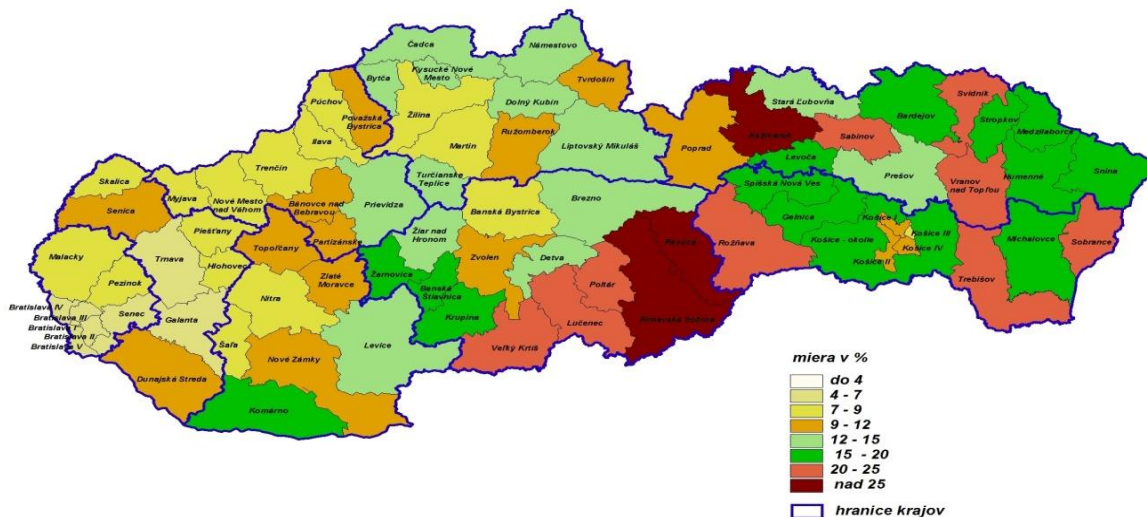 Čadca
Námestovo
Bytča
Kysucké Nové
Mesto
Tvrdošín
Púchov
Považská
Bystrica
Žilina
Dolný Kubín
Stará Ľubovňa
Svidník
Bardejov
Stropkov
Medzilaborce
Ilava
Martin
Ružomberok
Liptovský Mikuláš
Poprad
Kežmarok
Sabinov
Levoča
Prešov
Vranov
nad Topľou
Humenné
Snina
Trenčín
Turčianske
Teplice
Skalica
Myjava
Nové Mesto
nad Váhom
Bánovce nad
Bebravou
Prievidza
Banská Bystrica
Brezno
Spišská Nová Ves
Gelnica
Košice I
Košice III
Košice - okolie
Košice IV
Košice II
Michalovce
Sobrance
Senica
Piešťany
Topoľčany
Partizánske
Žiar nad
Hronom
Zvolen
Detva
Revúca
Rožňava
Trebišov
Malacky
Trnava
Hlohovec
Zlaté
Moravce
Žarnovica
Banská
Štiavnica
Poltár
Pezinok
Nitra
Krupina
Lučenec
Rimavská Sobota
Bratislava IV
Bratislava III
Bratislava II
Bratislava V
Senec
Galanta
Šaľa
Levice
Veľký Krtíš
Dunajská Streda
Nové Zámky
Komárno
miera v %
do 4
4 - 7
7 - 9
9 - 12
12 - 15
15 - 20
20 - 25
nad 25
hranice krajov